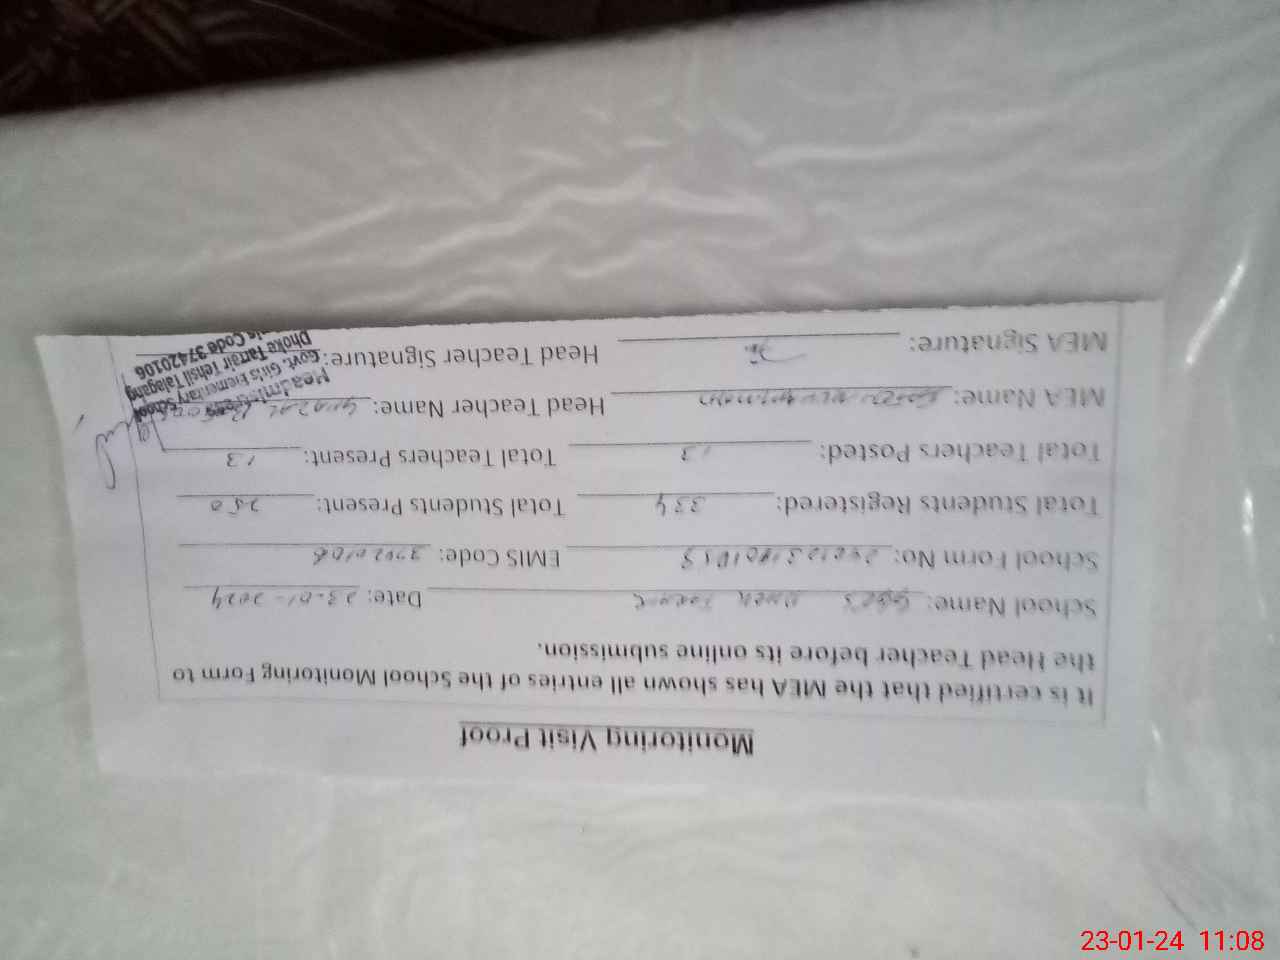 Monitoring Visit Proof
It is certified that the MEA has shown all entries of the School Monitoring Form to
the Head Teacher before its online submission.
School Name: GGES Dhok Date: 23-01-2024
School Form No: EMIS Code: 37420106
Total Students Registered: 334 Total Students Present: 250
Total Teachers Posted: 13 Total Teachers Present: 13
MEA Name: Head Teacher Name:
MEA Signature: Head Teacher Signature:
Headmistress
Govt. Girls Elementary School
Dhoke Tarrair Tehsil Talagang
Code 37420106
23-01-24 11:08